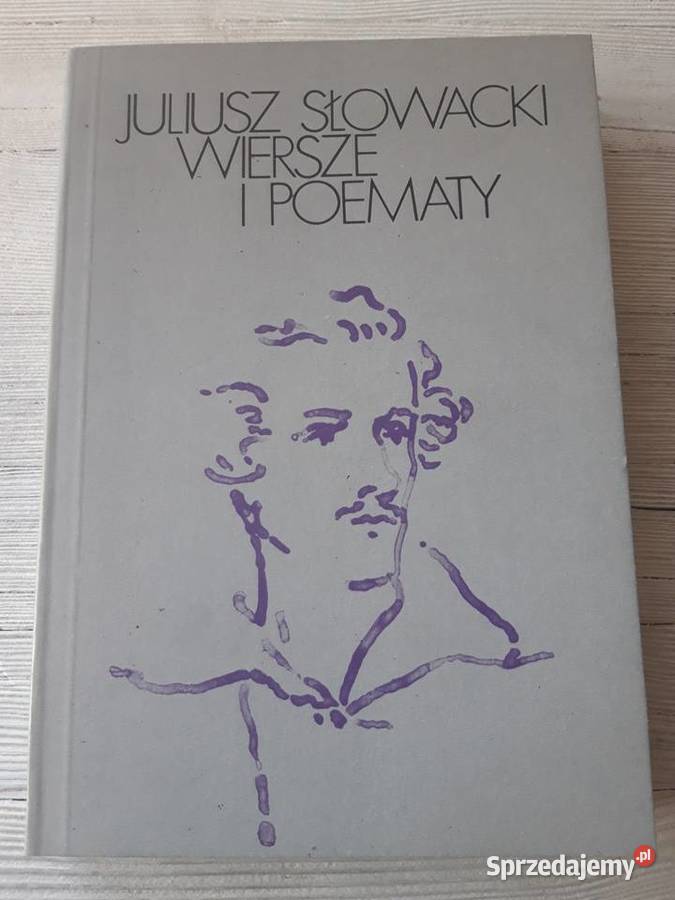 JULIUSZ SŁOWACKI
WIERSZE
I POEMATY
Sprzedajemy.pl